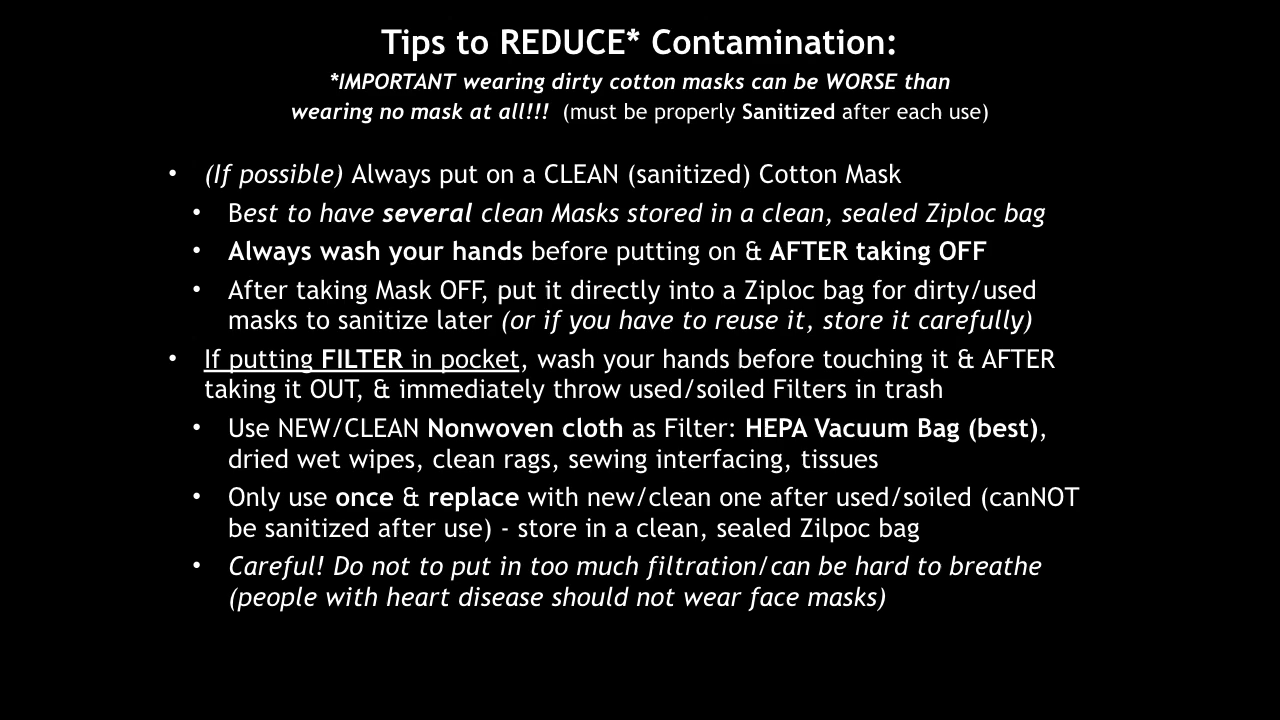 Tips to REDUCE* Contamination:
*IMPORTANT wearing dirty cotton masks can be WORSE than
wearing no mask at all!!! (must be properly Sanitized after each use)
• (If possible) Always put on a CLEAN (sanitized) Cotton Mask
• Best to have several clean Masks stored in a clean, sealed Ziploc bag
• Always wash your hands before putting on & AFTER taking OFF
• After taking Mask OFF, put it directly into a Ziploc bag for dirty/used
masks to sanitize later (or if you have to reuse it, store it carefully)
• If putting FILTER in pocket, wash your hands before touching it & AFTER
taking it OUT, & immediately throw used/soiled Filters in trash
• Use NEW/CLEAN Nonwoven cloth as Filter: HEPA Vacuum Bag (best),
dried wet wipes, clean rags, sewing interfacing, tissues
• Only use once & replace with new/clean one after used/soiled (canNOT
be sanitized after use) - store in a clean, sealed Zilpoc bag
• Careful! Do not to put in too much filtration/can be hard to breathe
(people with heart disease should not wear face masks)